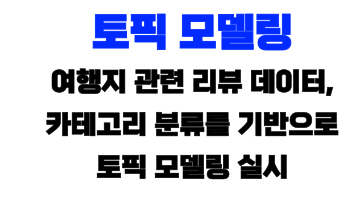 토픽 모델링
여행지 관련 리뷰 데이터,
카테고리 분류를 기반으로
토픽 모델링 실시